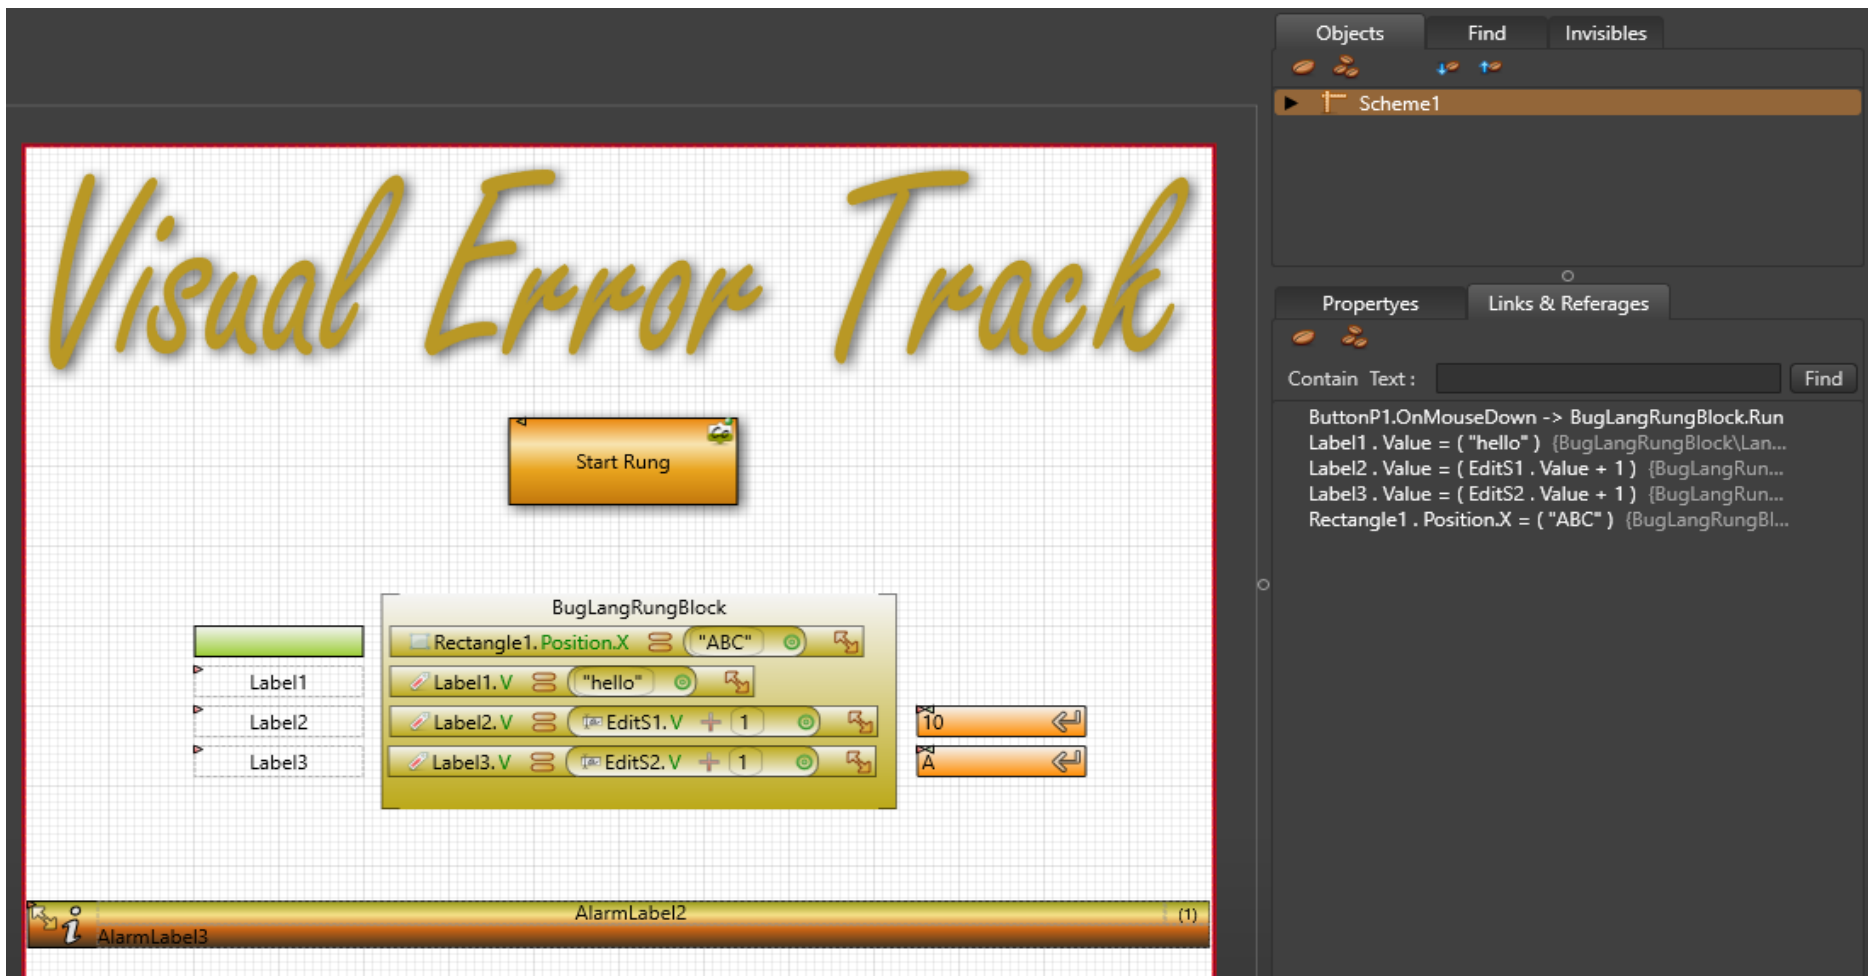 Objects Find Invisibles
Scheme1
Visual Error Track
Propertyes Links & Referages
Contain Text : Find
ButtonP1.OnMouseDown -> BugLangRungBlock.Run
Label1 . Value = ( "hello" ) {BugLangRungBlock\Lan...
Label2 . Value = ( EditS1 . Value + 1 ) {BugLangRun...
Label3 . Value = ( EditS2 . Value + 1 ) {BugLangRun...
Rectangle1 . Position.X = ( "ABC" ) {BugLangRungBl...
Start Rung
BugLangRungBlock
Rectangle1. Position.X = "ABC"
Label1 Label1. V = "hello"
Label2 Label2. V = EditS1. V + 1 10
Label3 Label3. V = EditS2. V + 1 A
AlarmLabel2 (1)
AlarmLabel3